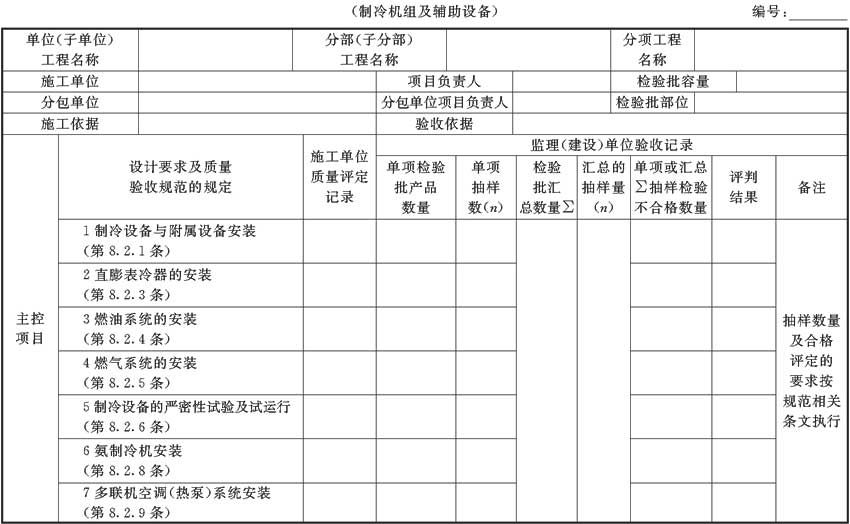 (制冷机组及辅助设备)
编号:
单位(子单位)
工程名称
分部(子分部)
工程名称
分项工程
名称
施工单位
项目负责人
检验批容量
分包单位
分包单位项目负责人
检验批部位
施工依据
验收依据
主控
项目
设计要求及质量
验收规范的规定
施工单位
质量评定
记录
监理(建设)单位验收记录
单项检验
批产品
数量
单项
抽样
数(n)
检验
批汇
总数量∑
汇总的
抽样量
(n)
单项或汇总
∑抽样检验
不合格数量
评判
结果
备注
1 制冷设备与附属设备安装
(第 8.2.1 条)
2 直膨表冷器的安装
(第 8.2.3 条)
3 燃油系统的安装
(第 8.2.4 条)
4 燃气系统的安装
(第 8.2.5 条)
5 制冷设备的严密性试验及试运行
(第 8.2.6 条)
6 氨制冷机安装
(第 8.2.8 条)
7 多联机空调(热泵)系统安装
(第 8.2.9 条)
抽样数量
及合格
评定的
要求按
规范相关
条文执行